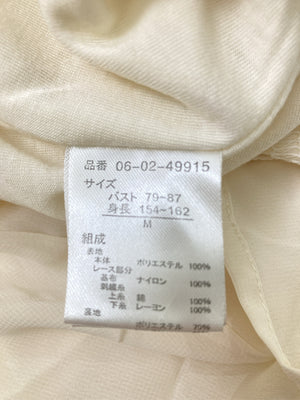 品番 06-02-49915
サイズ
バスト 79~87
身長 154~162
M
組成
表地
本体 ポリエステル 100%
レース部分
基布 ナイロン 100%
刺繍糸 100%
上糸 綿 100%
下糸 レーヨン 100%
裏地
ポリエステル 70%